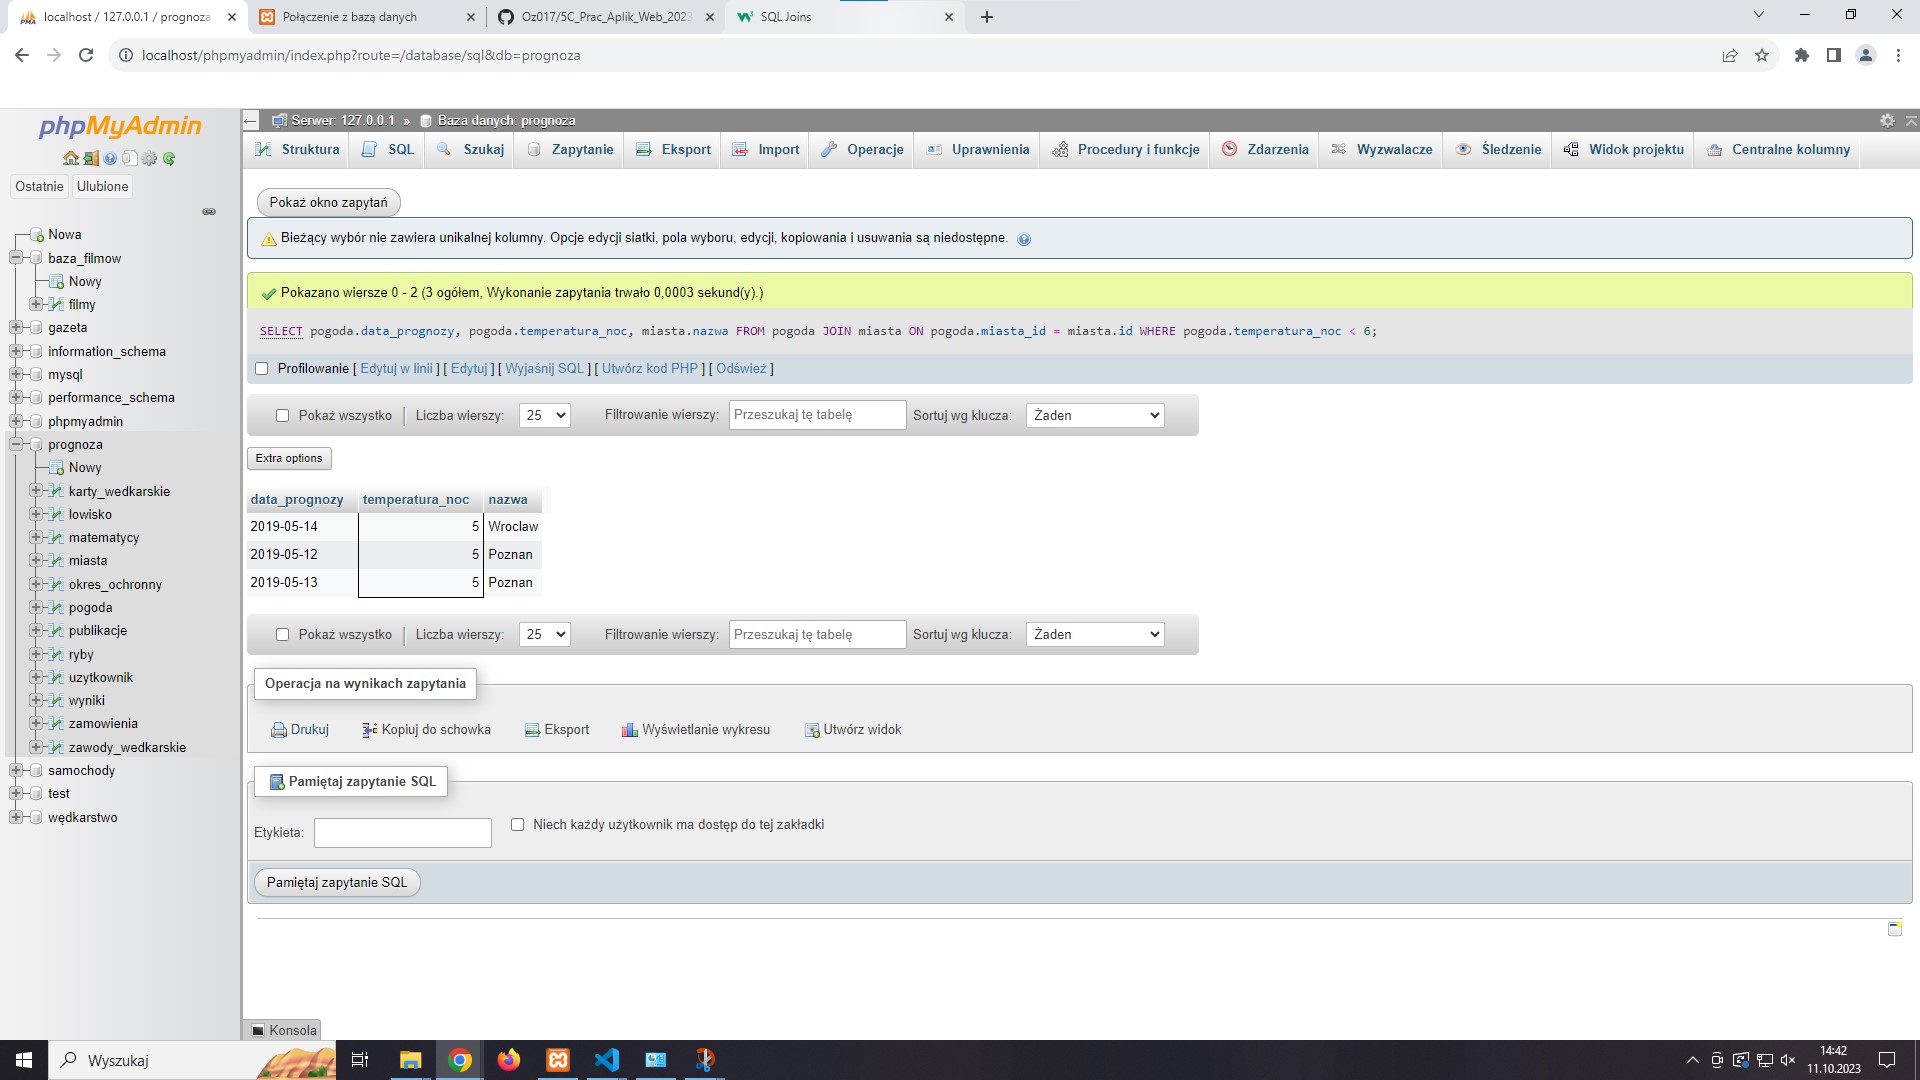 localhost / 127.0.0.1 / prognoza
Połączenie z bazą danych
Oz017/5C_Prac_Aplik_Web_2023
SQL Joins
localhost/phpmyadmin/index.php?route=/database/sql&db=prognoza
phpMyAdmin
Ostatnie Ulubione
Nowa
baza_filmow
Nowy
filmy
gazeta
information_schema
mysql
performance_schema
phpmyadmin
prognoza
Nowy
karty_wedkarskie
lowisko
matematycy
miasta
okres_ochronny
pogoda
publikacje
ryby
uzytkownik
wyniki
zamowienia
zawody_wedkarskie
samochody
test
wędkarstwo
Serwer: 127.0.0.1 » Baza danych: prognoza
Struktura SQL Szukaj Zapytanie Eksport Import Operacje Uprawnienia Procedury i funkcje Zdarzenia Wyzwalacze Śledzenie Widok projektu Centralne kolumny
Pokaż okno zapytań
Bieżący wybór nie zawiera unikalnej kolumny. Opcje edycji siatki, pola wyboru, edycji, kopiowania i usuwania są niedostępne.
Pokazano wiersze 0 - 2 (3 ogółem, Wykonanie zapytania trwało 0,0003 sekund(y).)
SELECT pogoda.data_prognozy, pogoda.temperatura_noc, miasta.nazwa FROM pogoda JOIN miasta ON pogoda.miasta_id = miasta.id WHERE pogoda.temperatura_noc < 6;
Profilowanie [ Edytuj w linii ] [ Edytuj ] [ Wyjaśnij SQL ] [ Utwórz kod PHP ] [ Odśwież ]
Pokaż wszystko | Liczba wierszy: 25 Filtrowanie wierszy: Przeszukaj tę tabelę Sortuj wg klucza: Żaden
Extra options
data_prognozy temperatura_noc nazwa
2019-05-14 5 Wroclaw
2019-05-12 5 Poznan
2019-05-13 5 Poznan
Pokaż wszystko | Liczba wierszy: 25 Filtrowanie wierszy: Przeszukaj tę tabelę Sortuj wg klucza: Żaden
Operacja na wynikach zapytania
Drukuj Kopiuj do schowka Eksport Wyświetlanie wykresu Utwórz widok
Pamiętaj zapytanie SQL
Etykieta: Niech każdy użytkownik ma dostęp do tej zakładki
Pamiętaj zapytanie SQL
Konsola
Wyszukaj
14:42
11.10.2023